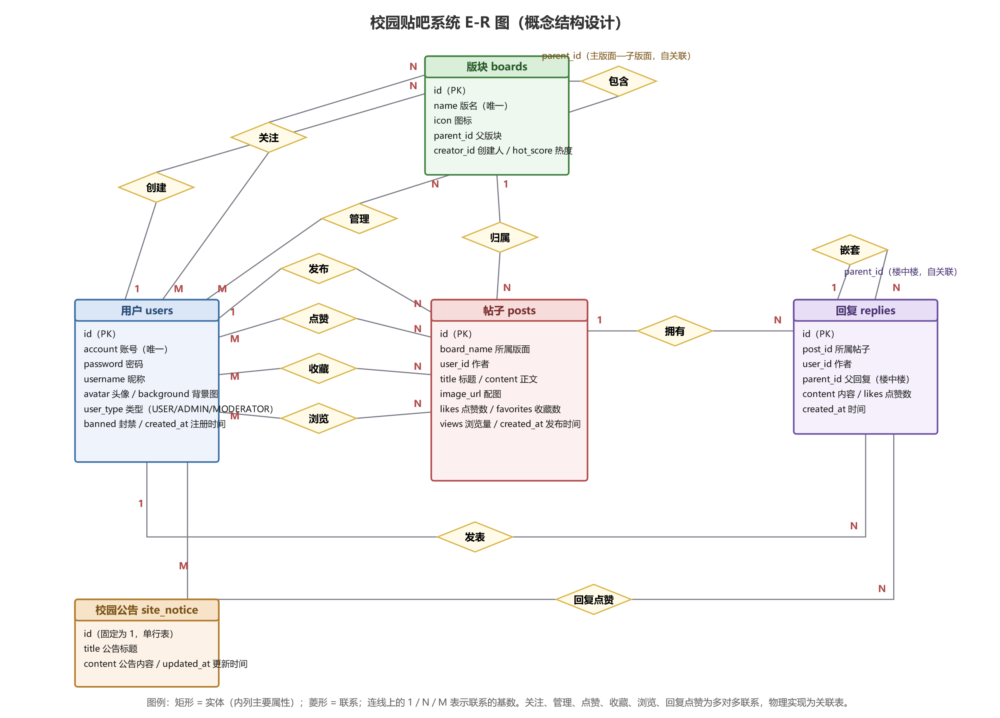 校园贴吧系统 E-R 图（概念结构设计）
parent_id（主版面—子版面，自关联）
版块 boards
id（PK）
name 版名（唯一）
icon 图标
parent_id 父版块
creator_id 创建人 / hot_score 热度
包含
N
N
关注
创建
N
1
管理
归属
嵌套
parent_id（楼中楼，自关联）
发布
1
M
M
N
1
N
用户 users
id（PK）
account 账号（唯一）
password 密码
username 昵称
avatar 头像 / background 背景图
user_type 类型（USER/ADMIN/MODERATOR）
banned 封禁 / created_at 注册时间
1
N
点赞
M
N
收藏
M
N
浏览
M
N
帖子 posts
id（PK）
board_name 所属版面
user_id 作者
title 标题 / content 正文
image_url 配图
likes 点赞数 / favorites 收藏数
views 浏览量 / created_at 发布时间
1
拥有
N
回复 replies
id（PK）
post_id 所属帖子
user_id 作者
parent_id 父回复（楼中楼）
content 内容 / likes 点赞数
created_at 时间
1
发表
N
M
回复点赞
N
校园公告 site_notice
id（固定为 1，单行表）
title 公告标题
content 公告内容 / updated_at 更新时间
图例：矩形 = 实体（内列主要属性）；菱形 = 联系；连线上的 1 / N / M 表示联系的基数。关注、管理、点赞、收藏、浏览、回复点赞为多对多联系，物理实现为关联表。